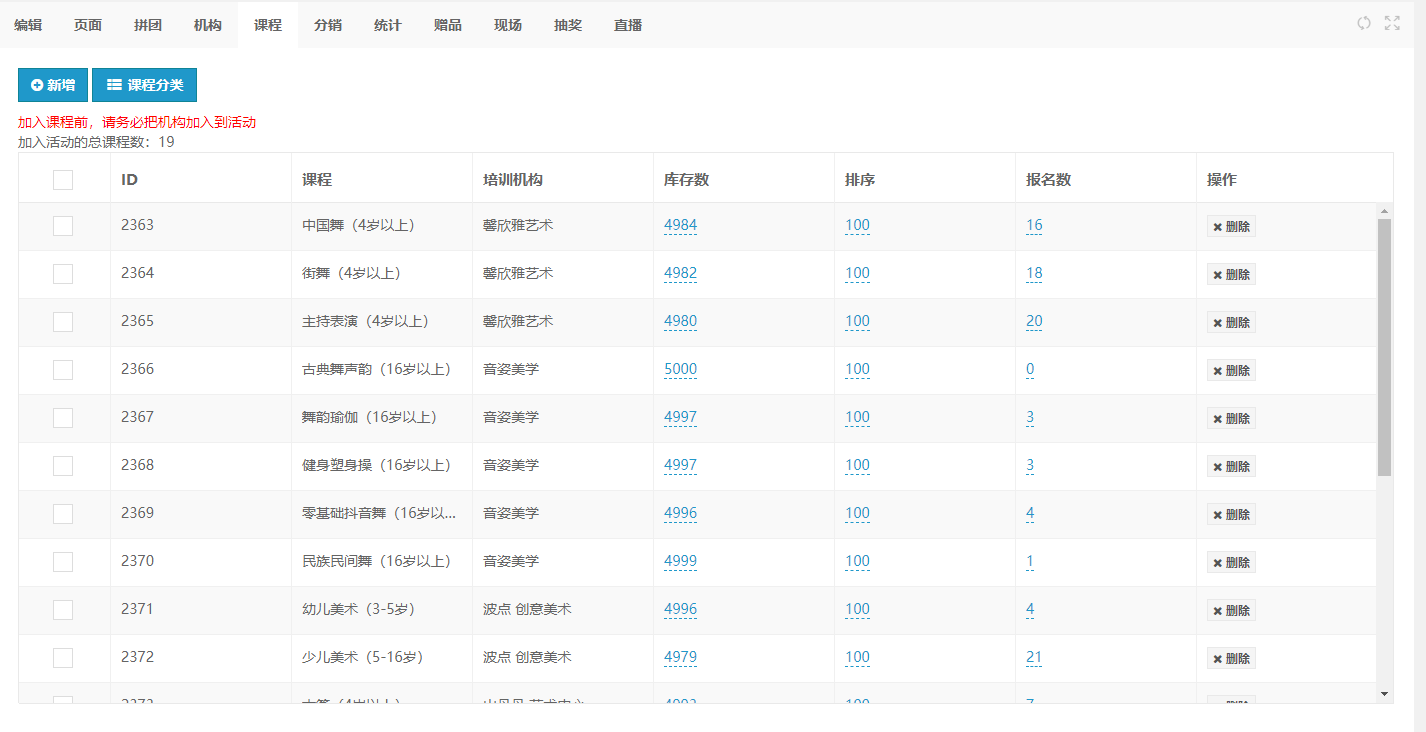 编辑 页面 拼团 机构 课程 分销 统计 赠品 现场 抽奖 直播
新增 课程分类
加入课程前，请务必把机构加入到活动
加入活动的总课程数：19
ID 课程 培训机构 库存数 排序 报名数 操作
2363 中国舞（4岁以上） 馨欣雅艺术 4984 100 16 删除
2364 街舞（4岁以上） 馨欣雅艺术 4982 100 18 删除
2365 主持表演（4岁以上） 馨欣雅艺术 4980 100 20 删除
2366 古典舞声韵（16岁以上） 音姿美学 5000 100 0 删除
2367 舞韵瑜伽（16岁以上） 音姿美学 4997 100 3 删除
2368 健身塑身操（16岁以上） 音姿美学 4997 100 3 删除
2369 零基础抖音舞（16岁以... 音姿美学 4996 100 4 删除
2370 民族民间舞（16岁以上） 音姿美学 4999 100 1 删除
2371 幼儿美术（3-5岁） 波点 创意美术 4996 100 4 删除
2372 少儿美术（5-16岁） 波点 创意美术 4979 100 21 删除